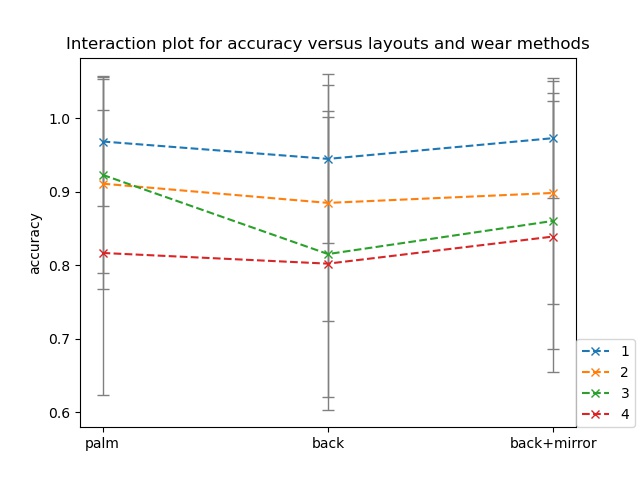 Interaction plot for accuracy versus layouts and wear methods
accuracy
1.0
0.9
0.8
0.7
0.6
palm
back
back+mirror
1
2
3
4